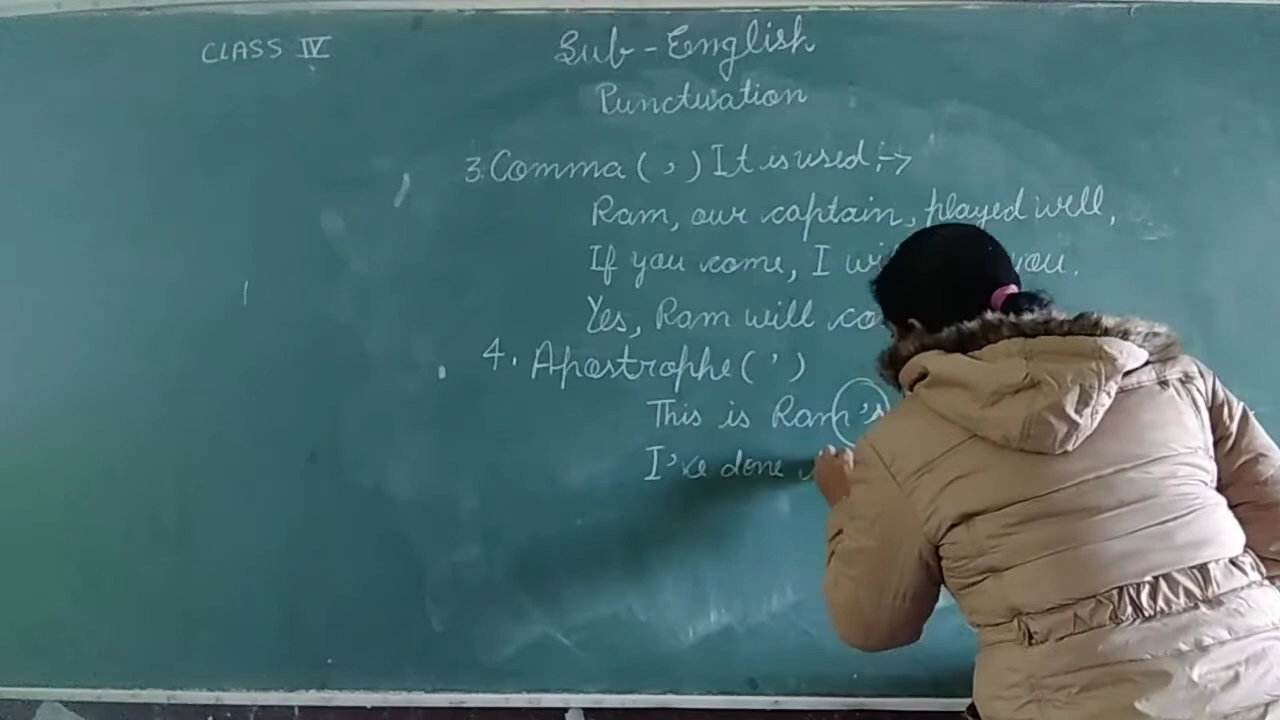 CLASS IV
Sub - English
Punctuation
3. Comma ( , ) It is used :->
Ram, our captain, played well,
If you come, I you.
Yes, Ram will
4. Apostrophe ( ' )
This is Ram's
I've done